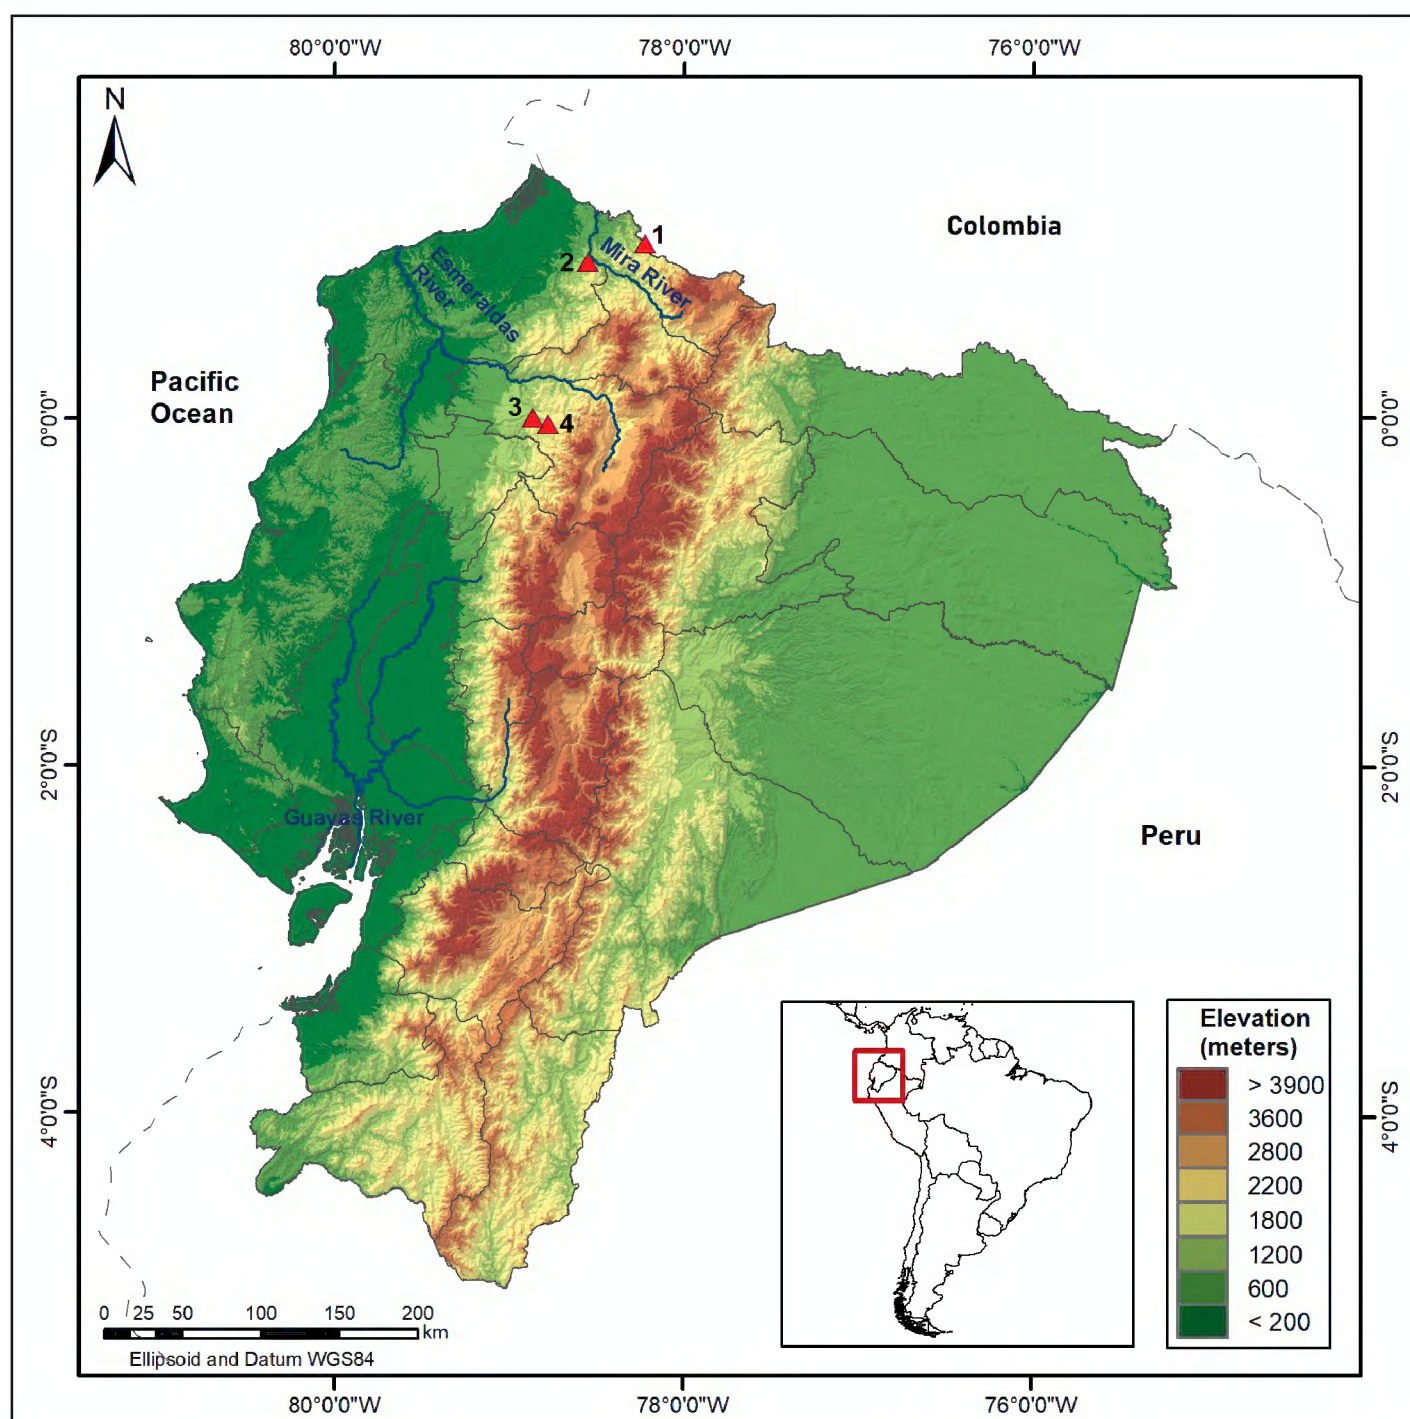 80°0'0"W
78°0'0"W
76°0'0"W
N
Colombia
1
2
Mira River
Esmeraldas
River
Pacific
Ocean
0°0'0"
0°0'0"
3
4
2°0'0"S
2°0'0"S
Guayas River
Peru
4°0'0"S
4°0'0"S
Elevation
(meters)
> 3900
3600
2800
2200
1800
1200
600
< 200
0 25 50 100 150 200
km
Ellipsoid and Datum WGS84
80°0'0"W
78°0'0"W
76°0'0"W